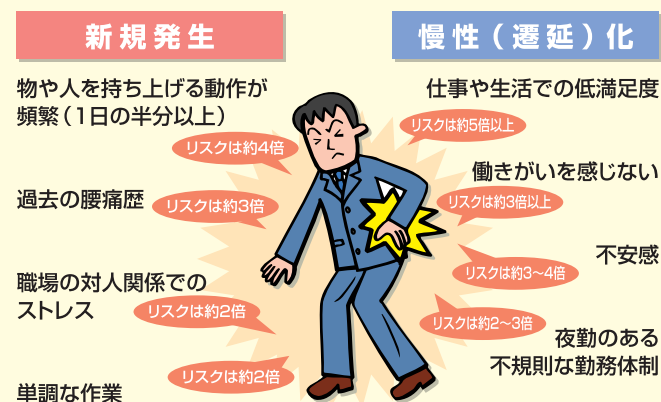 新規発生
物や人を持ち上げる動作が
頻繁（1日の半分以上）
リスクは約4倍
過去の腰痛歴
リスクは約3倍
職場の対人関係での
ストレス
リスクは約2倍
リスクは約2倍
単調な作業
慢性（遷延）化
仕事や生活での低満足度
リスクは約5倍以上
働きがいを感じない
リスクは約3倍以上
不安感
リスクは約3〜4倍
リスクは約2〜3倍
夜勤のある
不規則な勤務体制